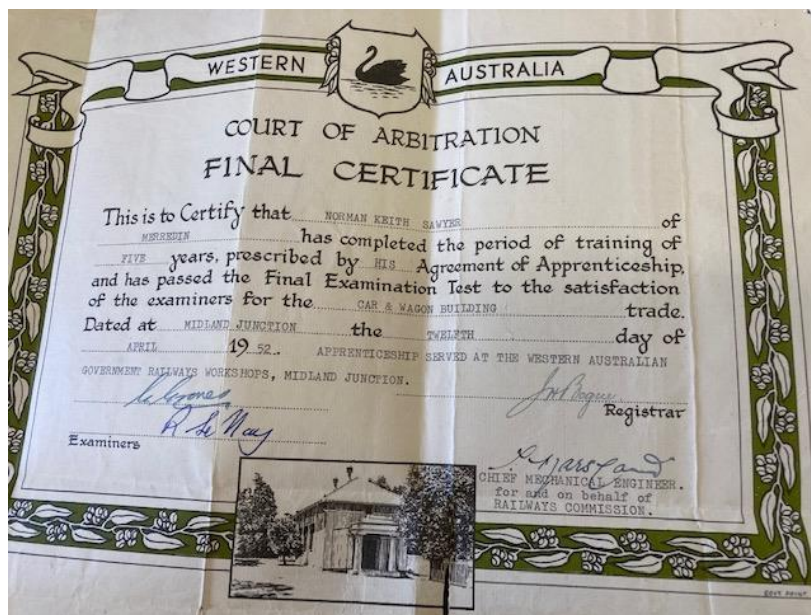 WESTERN AUSTRALIA
COURT OF ARBITRATION
FINAL CERTIFICATE
This is to Certify that NORMAN KEITH SAWYER of
MERREDIN has completed the period of training of
FIVE years, prescribed by HIS Agreement of Apprenticeship,
and has passed the Final Examination Test to the satisfaction
of the examiners for the CAR & WAGON BUILDING trade.
Dated at MIDLAND JUNCTION the TWELFTH day of
APRIL 19 52. APPRENTICESHIP SERVED AT THE WESTERN AUSTRALIAN
GOVERNMENT RAILWAYS WORKSHOPS, MIDLAND JUNCTION.
Registrar
Examiners
CHIEF MECHANICAL ENGINEER.
for and on behalf of
RAILWAYS COMMISSION.